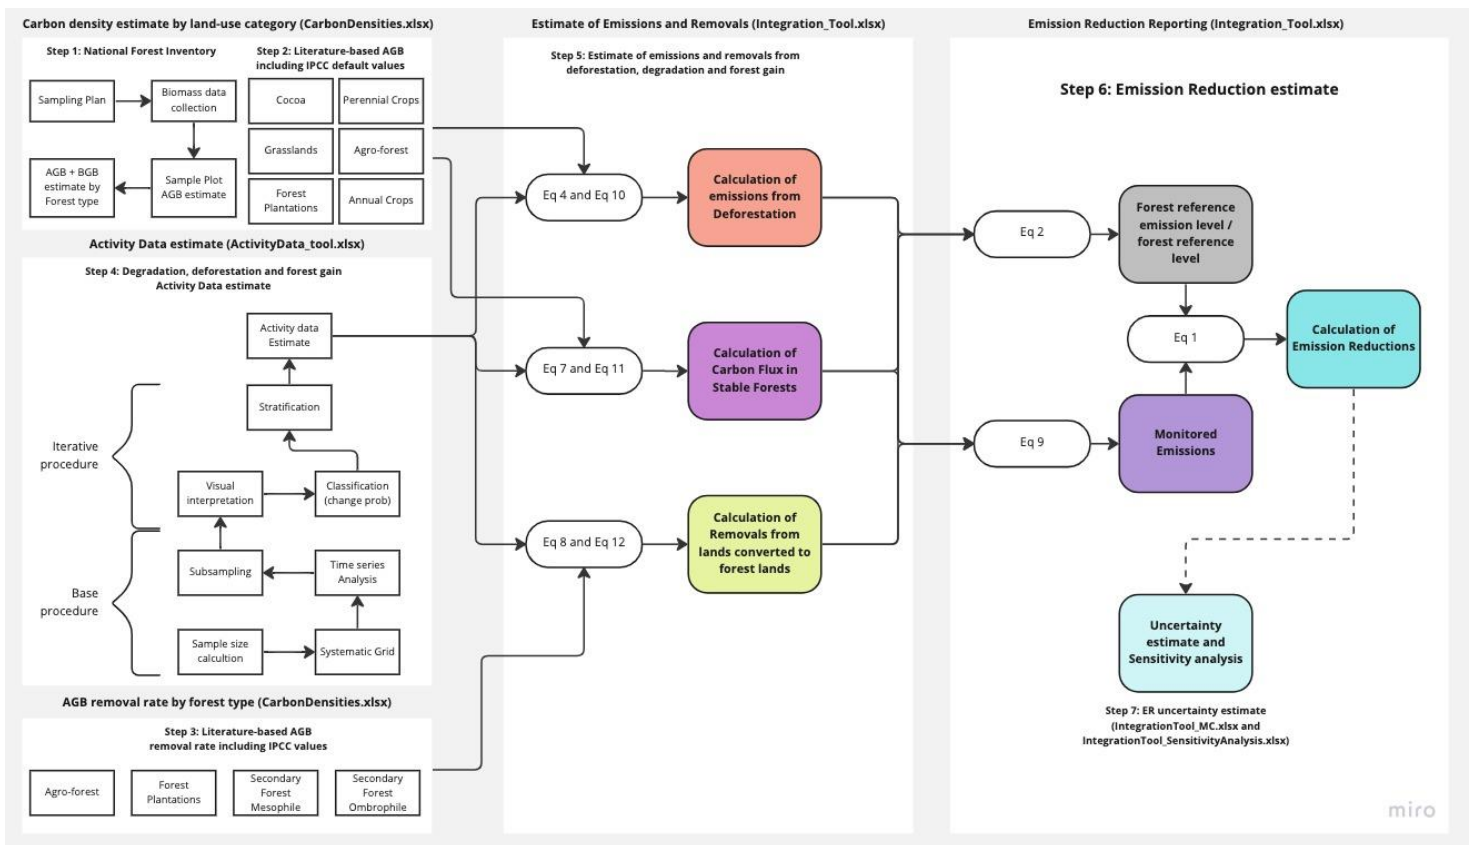 Carbon density estimate by land-use category (CarbonDensities.xlsx)
Step 1: National Forest Inventory
Sampling Plan
Biomass data
collection
AGB + BGB
estimate by
Forest type
Sample Plot
AGB estimate
Step 2: Literature-based AGB
including IPCC default values
Cocoa
Perennial Crops
Grasslands
Agro-forest
Forest
Plantations
Annual Crops
Activity Data estimate (ActivityData_tool.xlsx)
Step 4: Degradation, deforestation and forest gain
Activity Data estimate
Activity data
Estimate
Stratification
Iterative
procedure
Visual
interpretation
Classification
(change prob)
Base
procedure
Subsampling
Time series
Analysis
Sample size
calcultion
Systematic Grid
AGB removal rate by forest type (CarbonDensities.xlsx)
Step 3: Literature-based AGB
removal rate including IPCC values
Agro-forest
Forest
Plantations
Secondary
Forest
Mesophile
Secondary
Forest
Ombrophile
Estimate of Emissions and Removals (Integration_Tool.xlsx)
Step 5: Estimate of emissions and removals from
deforestation, degradation and forest gain
Eq 4 and Eq 10
Calculation of
emissions from
Deforestation
Eq 7 and Eq 11
Calculation of
Carbon Flux in
Stable Forests
Eq 8 and Eq 12
Calculation of
Removals from
lands converted to
forest lands
Emission Reduction Reporting (Integration_Tool.xlsx)
Step 6: Emission Reduction estimate
Eq 2
Forest reference
emission level /
forest reference
level
Eq 1
Calculation of
Emission Reductions
Eq 9
Monitored
Emissions
Uncertainty
estimate and
Sensitivity analysis
Step 7: ER uncertainty estimate
(IntegrationTool_MC.xlsx and
IntegrationTool_SensitivityAnalysis.xlsx)
miro